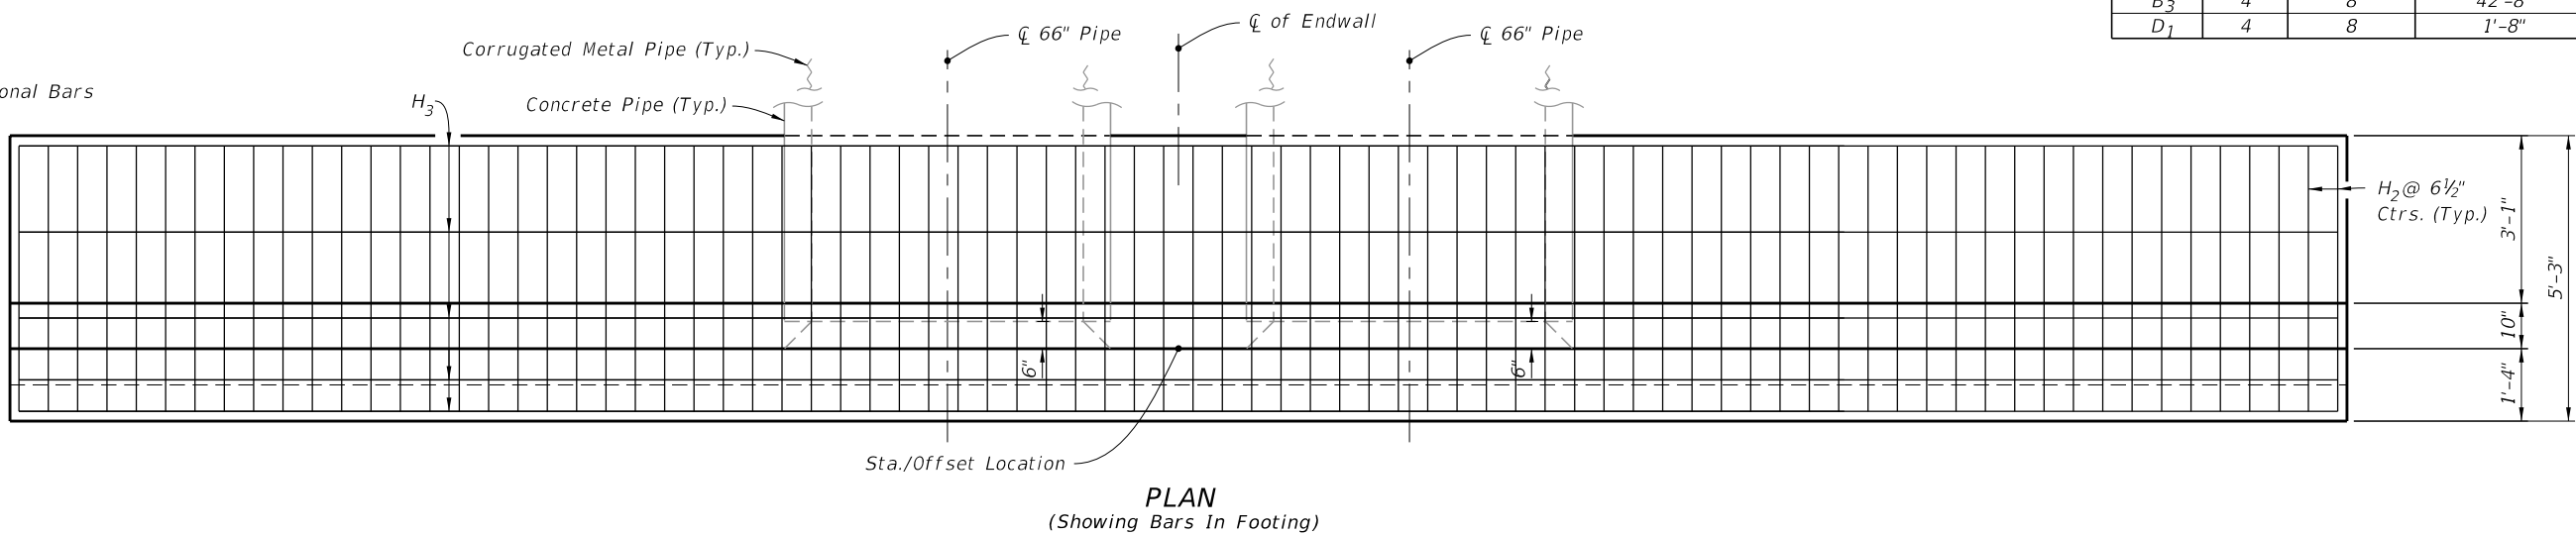 B3 4 8 42'-8"
D1 4 8 1'-8"
℄ of Endwall
℄ 66" Pipe
℄ 66" Pipe
Corrugated Metal Pipe (Typ.)
onal Bars
H3
Concrete Pipe (Typ.)
H2 @ 6½"
Ctrs. (Typ.)
3'-1"
5'-3"
10"
1'-4"
6"
6"
Sta./Offset Location
PLAN
(Showing Bars In Footing)